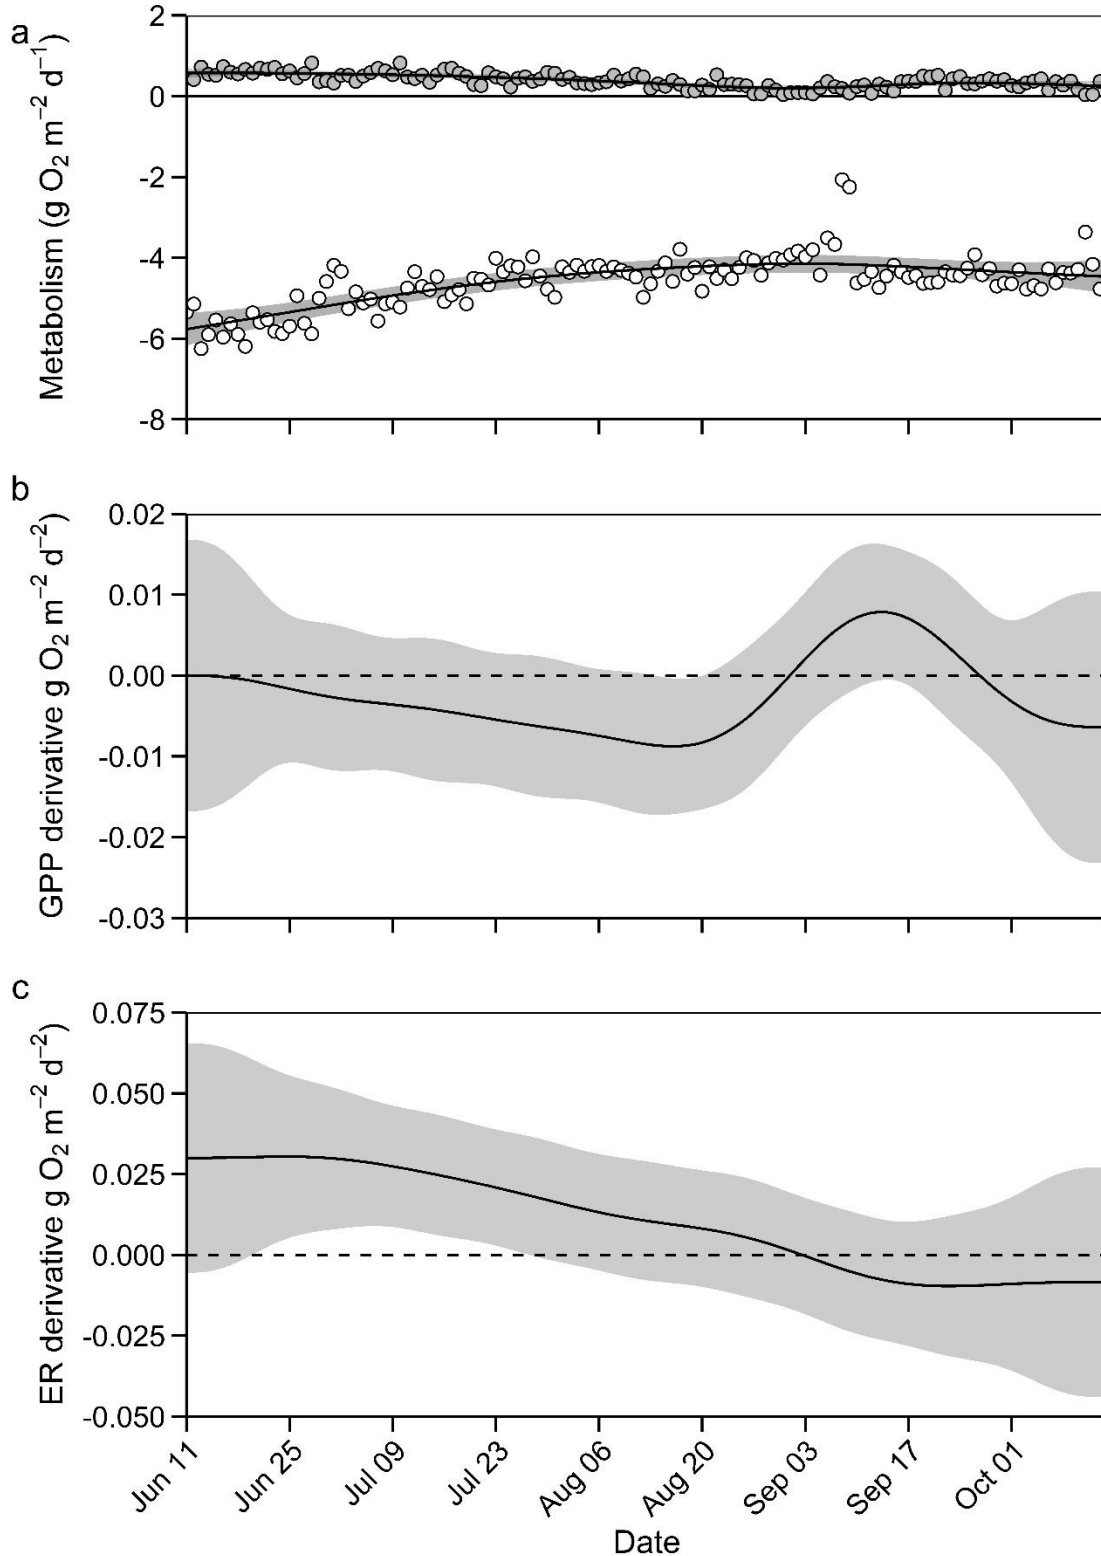 a
Metabolism (g O₂ m⁻² d⁻¹)
2
0
-2
-4
-6
-8
b
GPP derivative g O₂ m⁻² d⁻²)
0.02
0.01
0.00
-0.01
-0.02
-0.03
c
ER derivative g O₂ m⁻² d⁻²)
0.075
0.050
0.025
0.000
-0.025
-0.050
Jun 11
Jun 25
Jul 09
Jul 23
Aug 06
Aug 20
Sep 03
Sep 17
Oct 01
Date